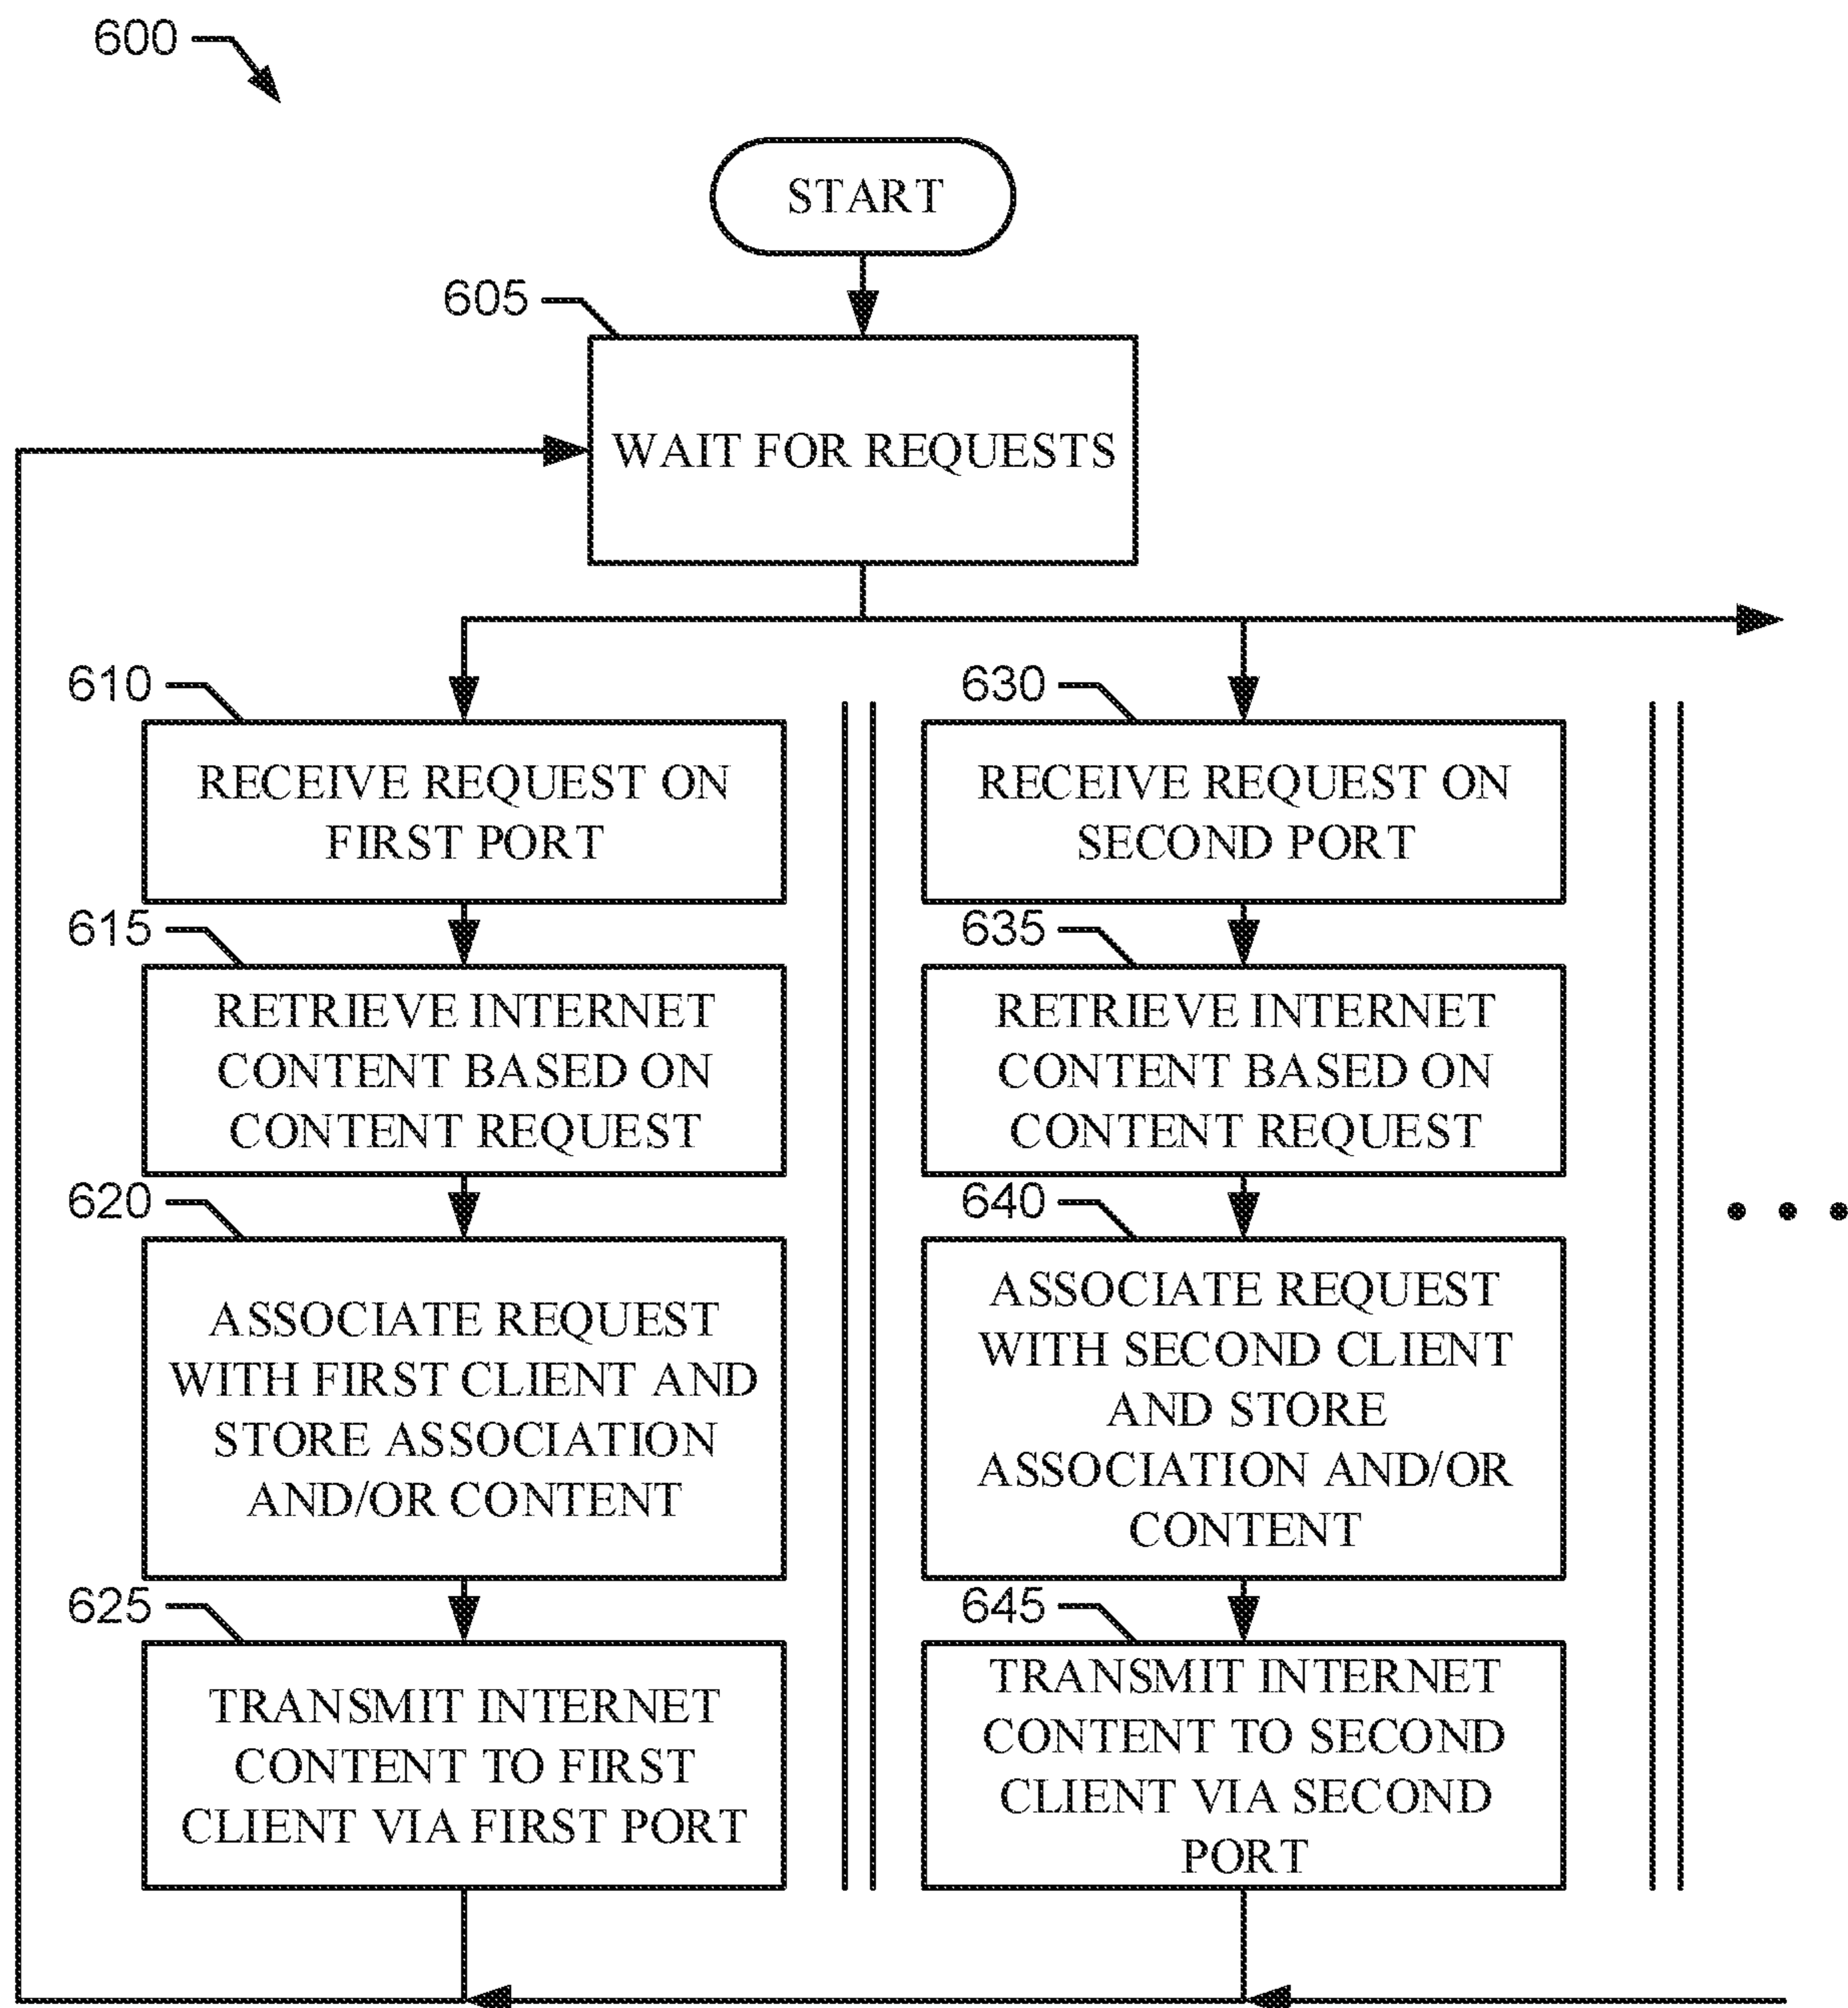 600
START
605
WAIT FOR REQUESTS
610
RECEIVE REQUEST ON
FIRST PORT
615
RETRIEVE INTERNET
CONTENT BASED ON
CONTENT REQUEST
620
ASSOCIATE REQUEST
WITH FIRST CLIENT AND
STORE ASSOCIATION
AND/OR CONTENT
625
TRANSMIT INTERNET
CONTENT TO FIRST
CLIENT VIA FIRST PORT
630
RECEIVE REQUEST ON
SECOND PORT
635
RETRIEVE INTERNET
CONTENT BASED ON
CONTENT REQUEST
640
ASSOCIATE REQUEST
WITH SECOND CLIENT
AND STORE
ASSOCIATION AND/OR
CONTENT
645
TRANSMIT INTERNET
CONTENT TO SECOND
CLIENT VIA SECOND
PORT
• • •